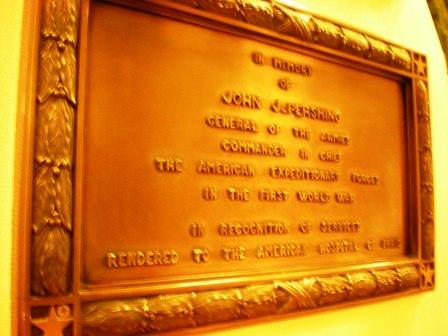 IN MEMORY
OF
JOHN J. PERSHING
GENERAL OF THE ARMIES
COMMANDER IN CHIEF
THE AMERICAN EXPEDITIONARY FORCES
IN THE FIRST WORLD WAR
IN RECOGNITION OF SERVICES
RENDERED TO THE AMERICAN HOSPITAL OF PARIS